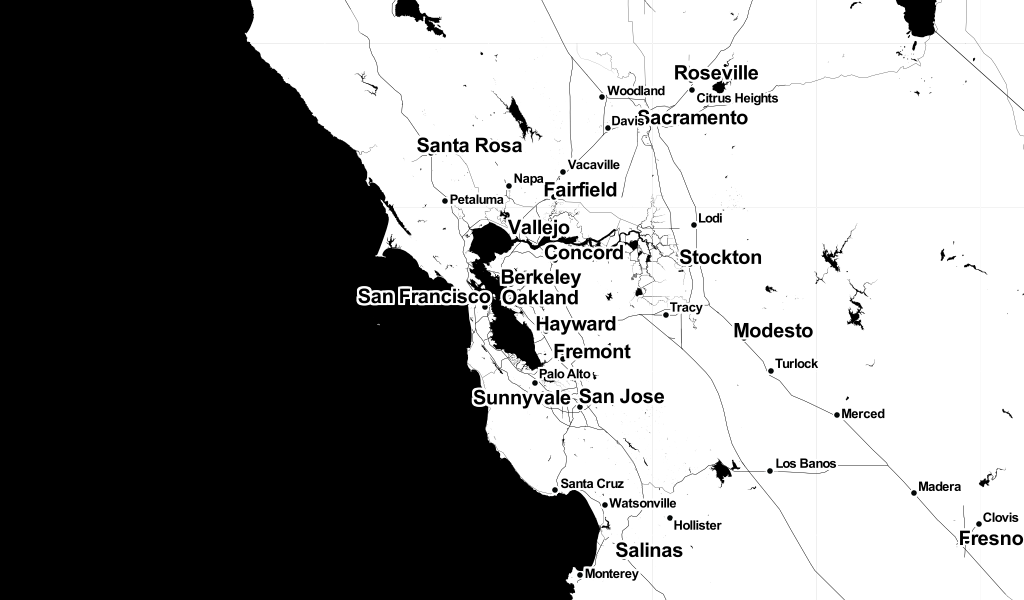 Roseville
Woodland
Citrus Heights
Davis
Sacramento
Santa Rosa
Vacaville
Napa
Fairfield
Petaluma
Lodi
Vallejo
Concord
Stockton
Berkeley
San Francisco
Oakland
Tracy
Hayward
Modesto
Fremont
Turlock
Palo Alto
Sunnyvale
San Jose
Merced
Los Banos
Santa Cruz
Madera
Watsonville
Clovis
Hollister
Fresno
Salinas
Monterey